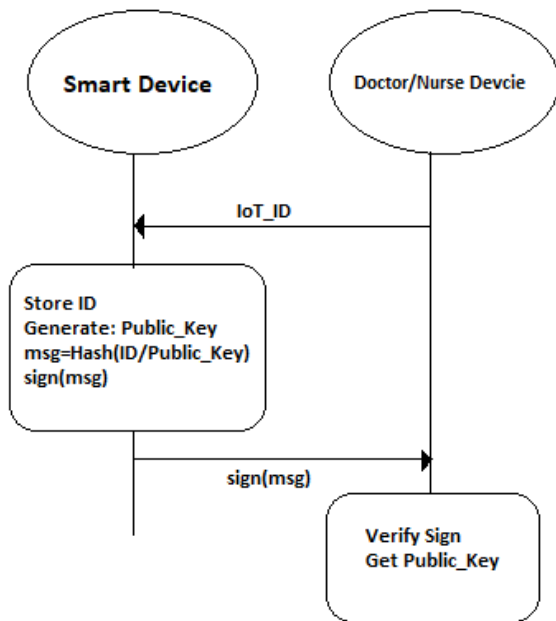 Smart Device
Doctor/Nurse Devcie
IoT_ID
Store ID
Generate: Public_Key
msg=Hash(ID/Public_Key)
sign(msg)
sign(msg)
Verify Sign
Get Public_Key